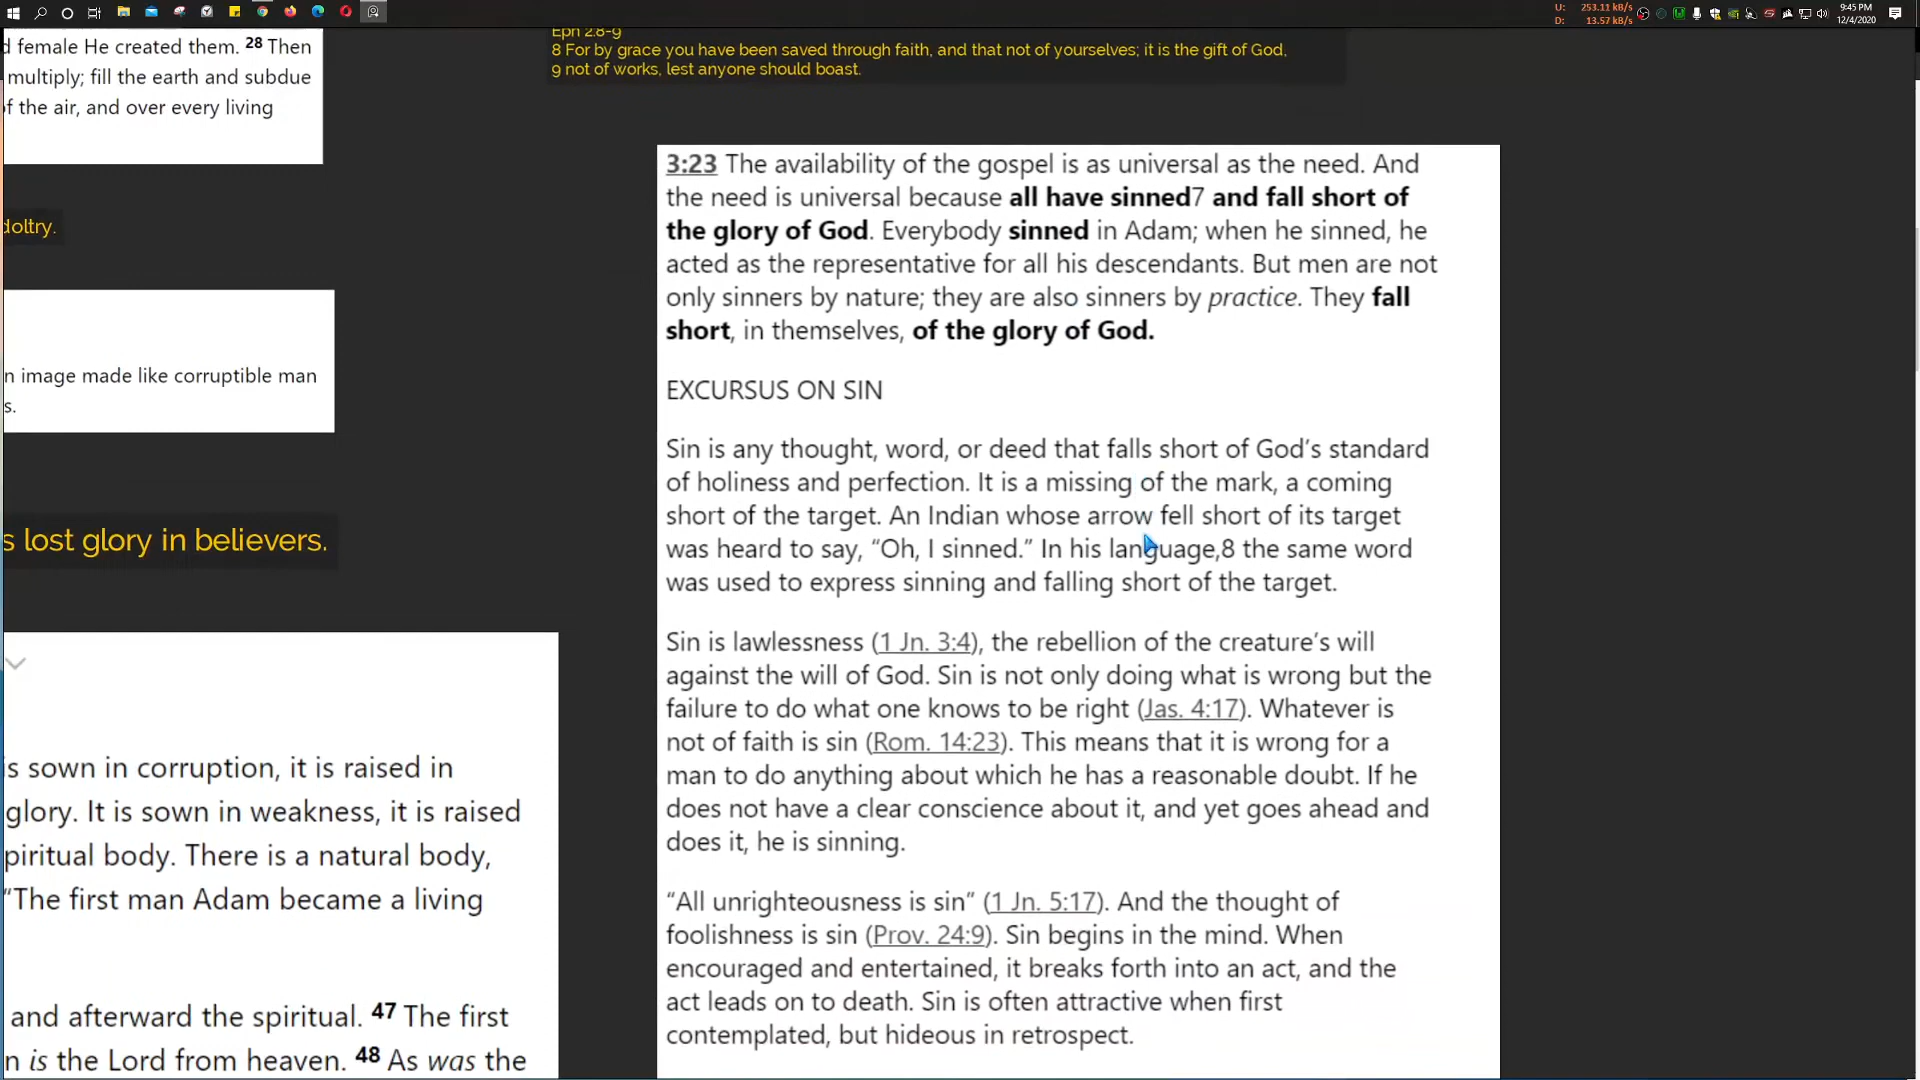 U: 253.11 kB/s
D: 13.57 kB/s
9:45 PM
12/4/2020
d female He created them. 28 Then
multiply; fill the earth and subdue
f the air, and over every living
doltry.
n image made like corruptible man
s.
s lost glory in believers.
is sown in corruption, it is raised in
glory. It is sown in weakness, it is raised
piritual body. There is a natural body,
“The first man Adam became a living
and afterward the spiritual. 47 The first
n is the Lord from heaven. 48 As was the
Eph 2:8-9
8 For by grace you have been saved through faith, and that not of yourselves; it is the gift of God,
9 not of works, lest anyone should boast.
3:23 The availability of the gospel is as universal as the need. And
the need is universal because all have sinned7 and fall short of
the glory of God. Everybody sinned in Adam; when he sinned, he
acted as the representative for all his descendants. But men are not
only sinners by nature; they are also sinners by practice. They fall
short, in themselves, of the glory of God.
EXCURSUS ON SIN
Sin is any thought, word, or deed that falls short of God’s standard
of holiness and perfection. It is a missing of the mark, a coming
short of the target. An Indian whose arrow fell short of its target
was heard to say, “Oh, I sinned.” In his language,8 the same word
was used to express sinning and falling short of the target.
Sin is lawlessness (1 Jn. 3:4), the rebellion of the creature’s will
against the will of God. Sin is not only doing what is wrong but the
failure to do what one knows to be right (Jas. 4:17). Whatever is
not of faith is sin (Rom. 14:23). This means that it is wrong for a
man to do anything about which he has a reasonable doubt. If he
does not have a clear conscience about it, and yet goes ahead and
does it, he is sinning.
“All unrighteousness is sin” (1 Jn. 5:17). And the thought of
foolishness is sin (Prov. 24:9). Sin begins in the mind. When
encouraged and entertained, it breaks forth into an act, and the
act leads on to death. Sin is often attractive when first
contemplated, but hideous in retrospect.